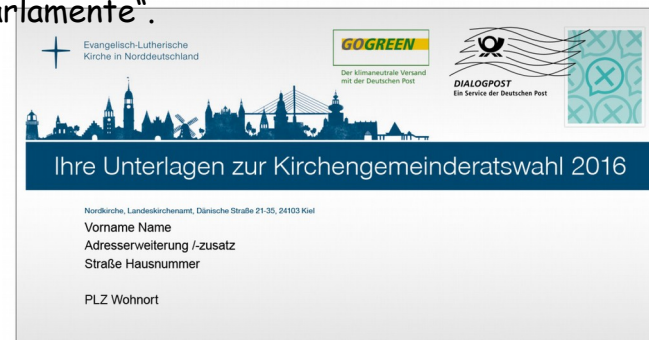 rlamente“.
Evangelisch-Lutherische
Kirche in Norddeutschland
GOGREEN
Der klimaneutrale Versand
mit der Deutschen Post
DIALOGPOST
Ein Service der Deutschen Post
Ihre Unterlagen zur Kirchengemeinderatswahl 2016
Nordkirche, Landeskirchenamt, Dänische Straße 21-35, 24103 Kiel
Vorname Name
Adresserweiterung /-zusatz
Straße Hausnummer
PLZ Wohnort